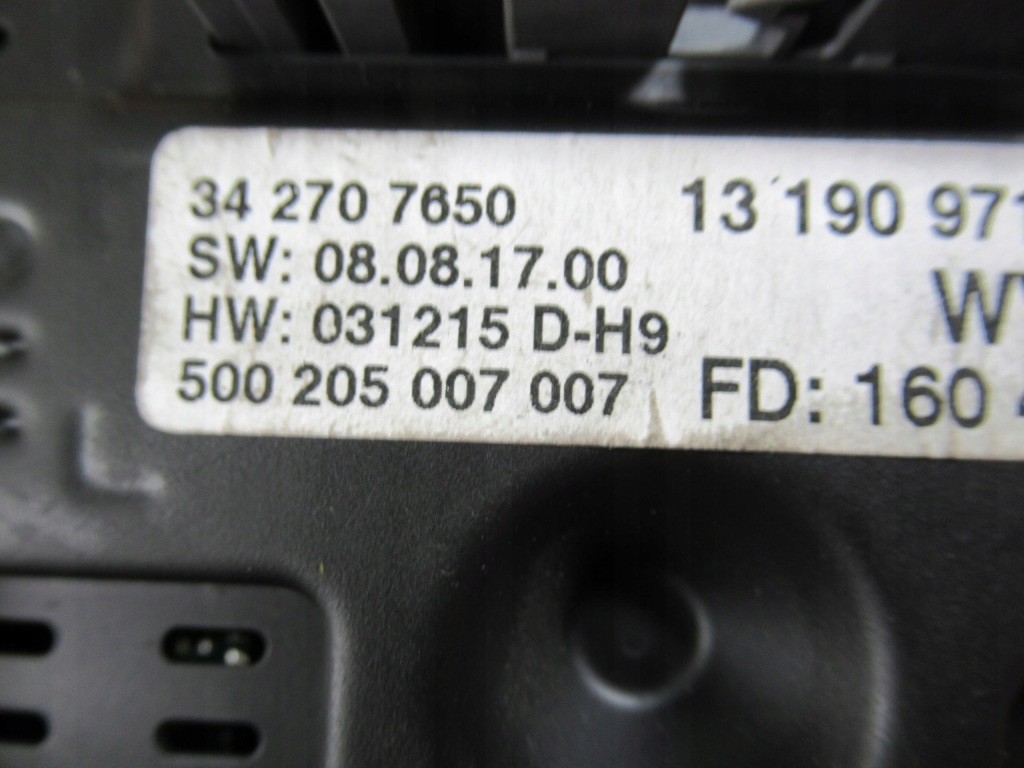 34 270 7650 13 190 971
SW: 08.08.17.00
HW: 031215 D-H9
500 205 007 007 FD: 160